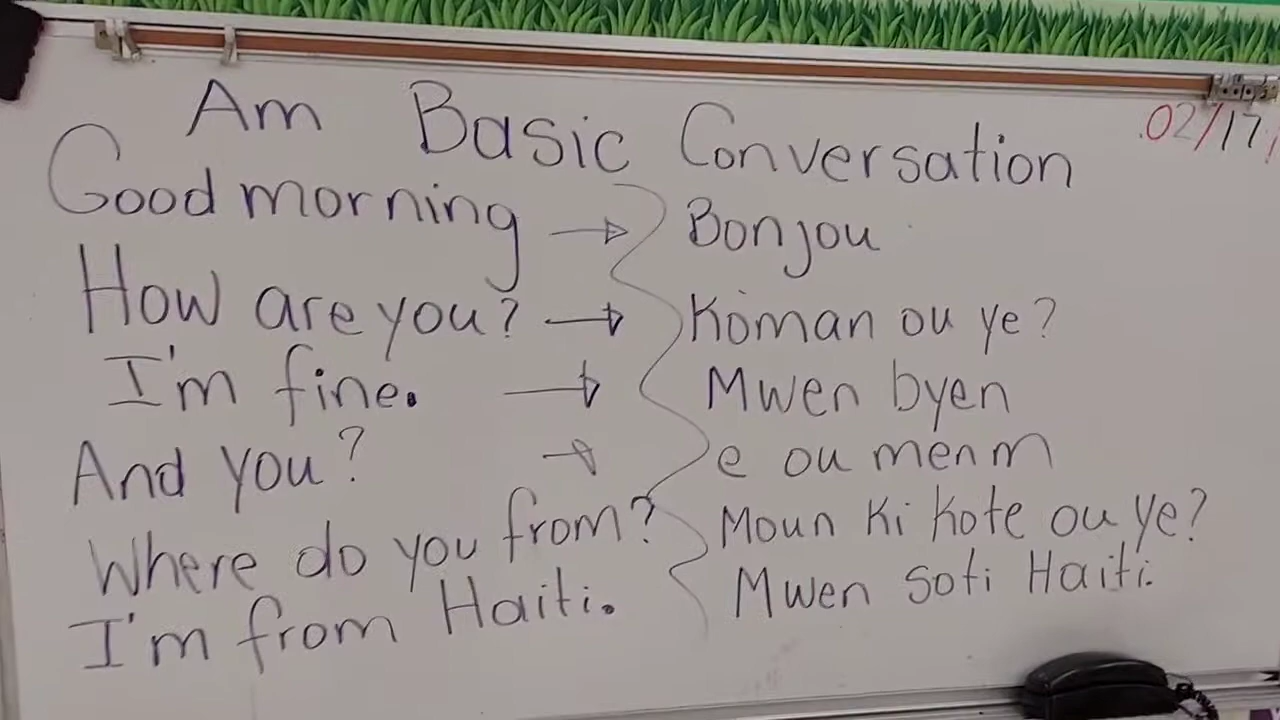 Am Basic Conversation
02/17/
Good morning → Bonjou
How are you? → Koman ou ye?
I'm fine. → Mwen byen
And you? → e ou menm
Where do you from? Moun ki kote ou ye?
I'm from Haiti. Mwen soti Haiti.